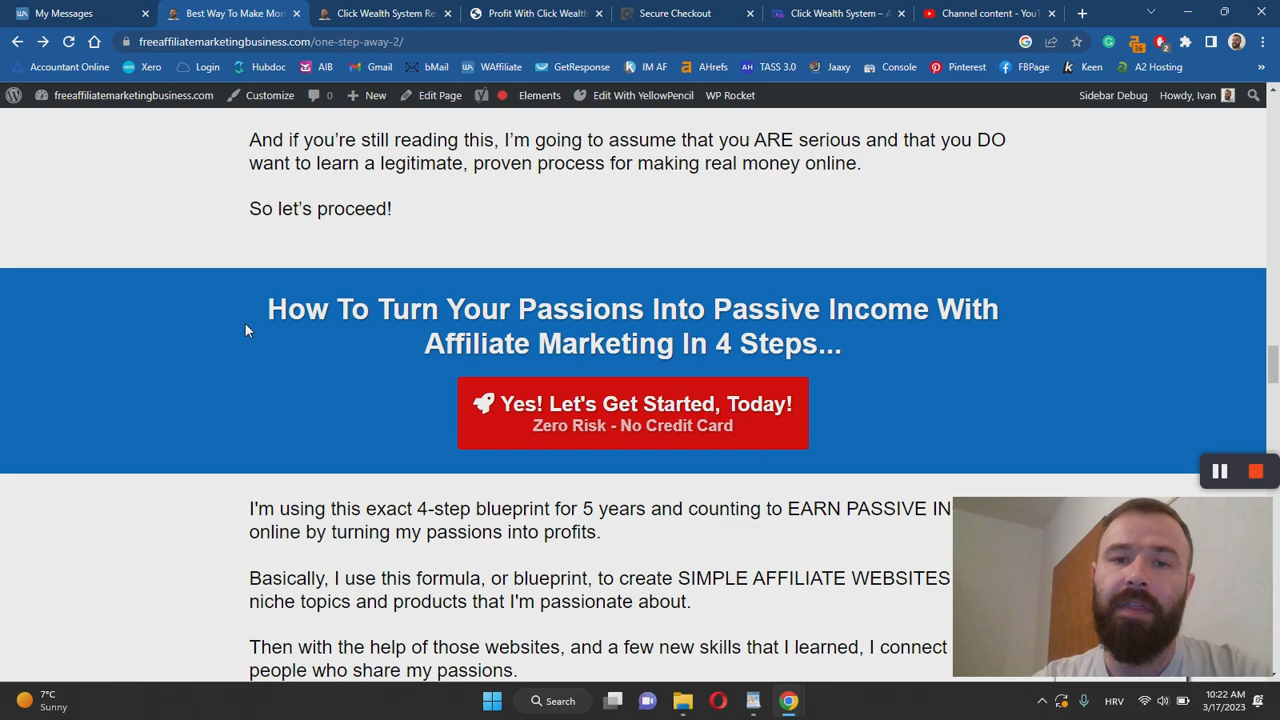 My Messages
Best Way To Make Mon
Click Wealth System Re
Profit With Click Wealth
Secure Checkout
Click Wealth System – A
Channel content - YouT
freeaffiliatemarketingbusiness.com/one-step-away-2/
36
2
Accountant Online
Xero
Login
Hubdoc
AIB
Gmail
bMail
WAffiliate
GetResponse
IM AF
AHrefs
TASS 3.0
Jaaxy
Console
Pinterest
FBPage
Keen
A2 Hosting
»
freeaffiliatemarketingbusiness.com
Customize
0
New
Edit Page
Elements
Edit With YellowPencil
WP Rocket
Sidebar Debug
Howdy, Ivan
And if you’re still reading this, I’m going to assume that you ARE serious and that you DO
want to learn a legitimate, proven process for making real money online.
So let’s proceed!
How To Turn Your Passions Into Passive Income With
Affiliate Marketing In 4 Steps...
Yes! Let's Get Started, Today!
Zero Risk - No Credit Card
I'm using this exact 4-step blueprint for 5 years and counting to EARN PASSIVE IN
online by turning my passions into profits.
Basically, I use this formula, or blueprint, to create SIMPLE AFFILIATE WEBSITES
niche topics and products that I'm passionate about.
Then with the help of those websites, and a few new skills that I learned, I connect
people who share my passions.
7°C
Sunny
Search
HRV
10:22 AM
3/17/2023